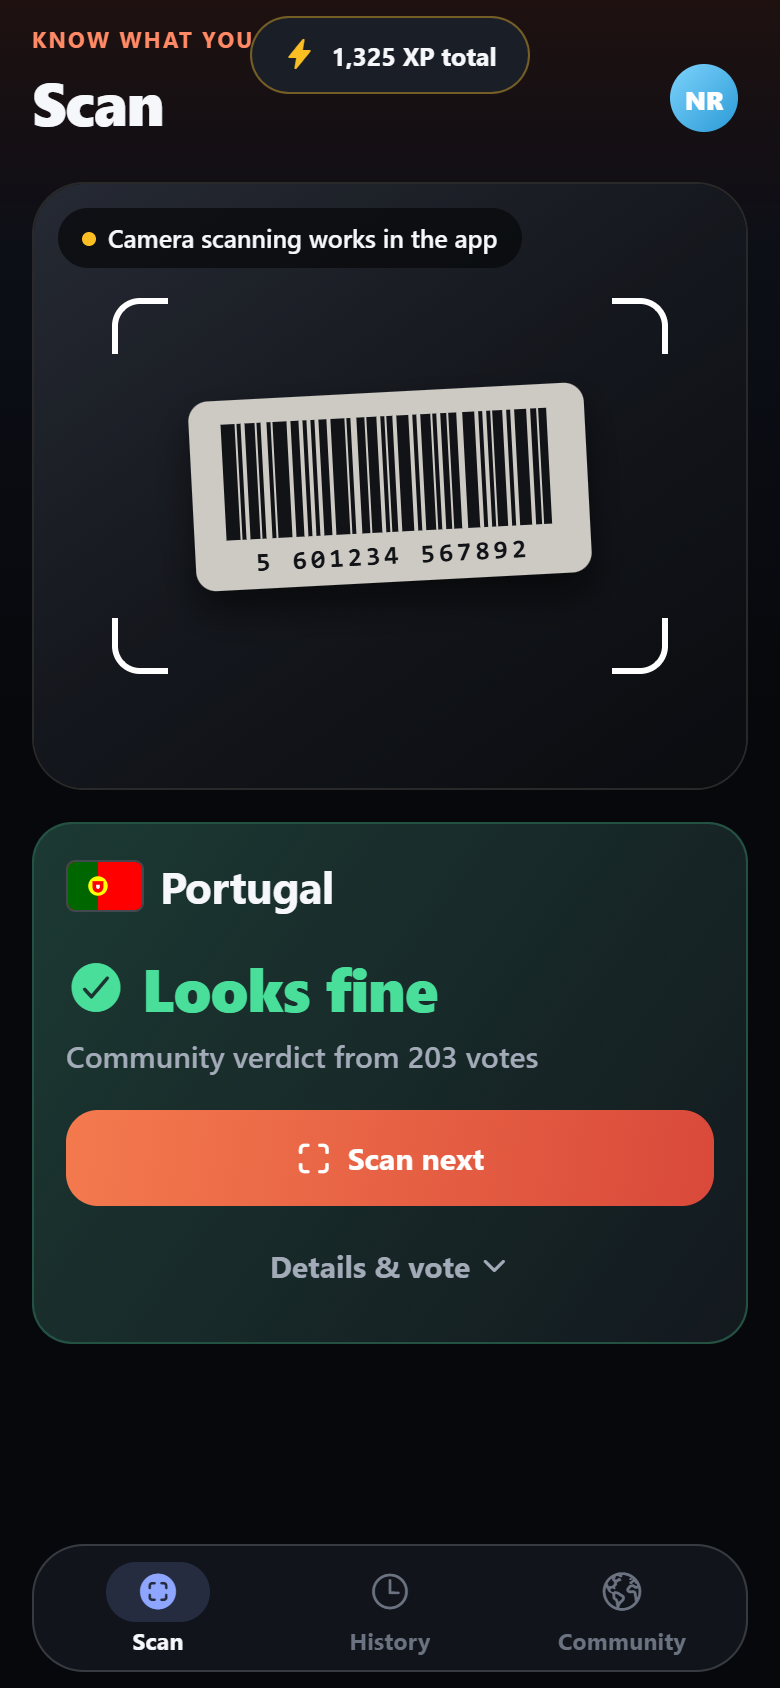 KNOW WHAT YOU
1,325 XP total
Scan
NR
Camera scanning works in the app
5 601234 567892
Portugal
Looks fine
Community verdict from 203 votes
Scan next
Details & vote
Scan
History
Community